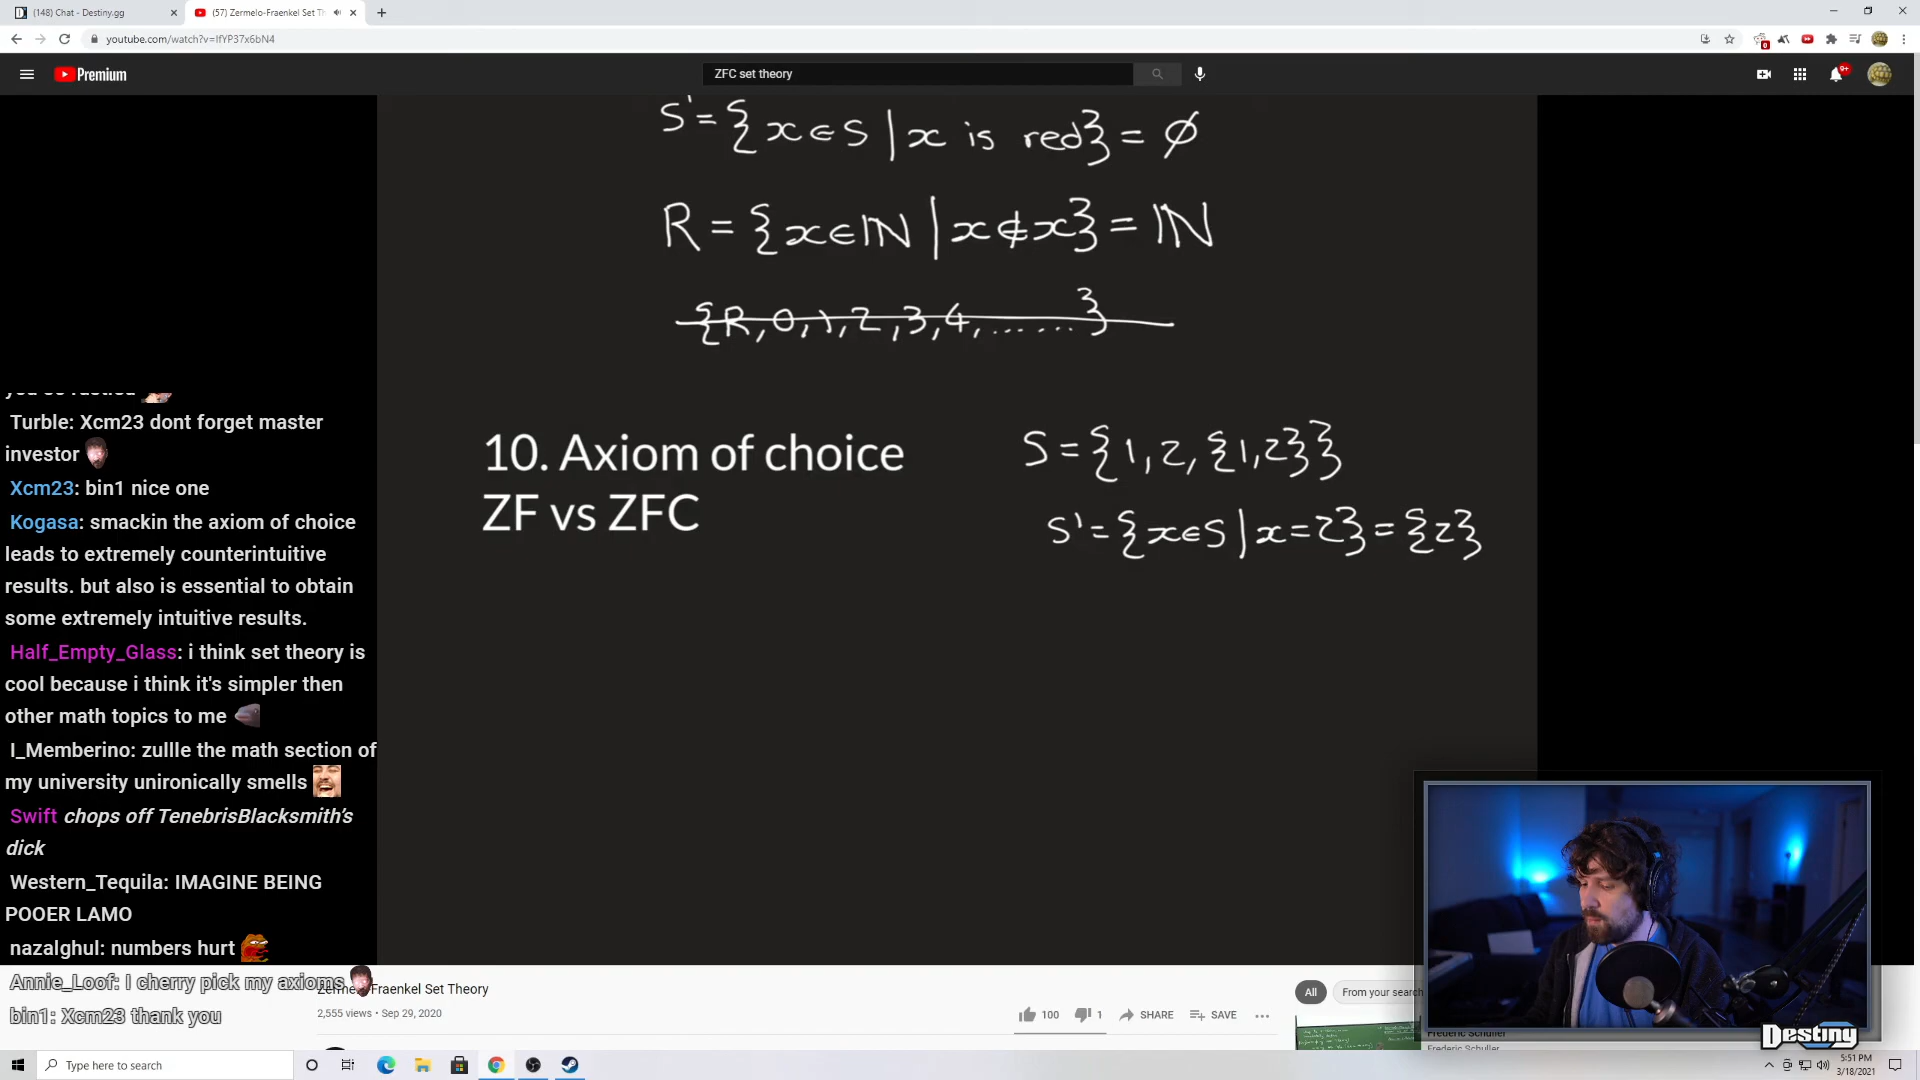 (148) Chat - Destiny.gg
(57) Zermelo-Fraenkel Set Th
youtube.com/watch?v=IfYP37x6bN4
0
Premium
ZFC set theory
9+
S' = {x∈S | x is red} = ∅
R = {x∈ℕ | x∉x} = ℕ
{R, 0, 1, 2, 3, 4, ......}
10. Axiom of choice
ZF vs ZFC
S = {1, 2, {1,2}}
S' = {x∈S | x=2} = {2}
Turble: Xcm23 dont forget master
investor
Xcm23: bin1 nice one
Kogasa: smackin the axiom of choice
leads to extremely counterintuitive
results. but also is essential to obtain
some extremely intuitive results.
Half_Empty_Glass: i think set theory is
cool because i think it's simpler then
other math topics to me
I_Memberino: zullle the math section of
my university unironically smells
Swift chops off TenebrisBlacksmith's
dick
Western_Tequila: IMAGINE BEING
POOER LAMO
nazalghul: numbers hurt
Annie_Loof: I cherry pick my axioms
bin1: Xcm23 thank you
Zermelo-Fraenkel Set Theory
2,555 views • Sep 29, 2020
100
1
SHARE
SAVE
All
From your search
Frederic Schuller
Destiny
Type here to search
5:51 PM
3/18/2021